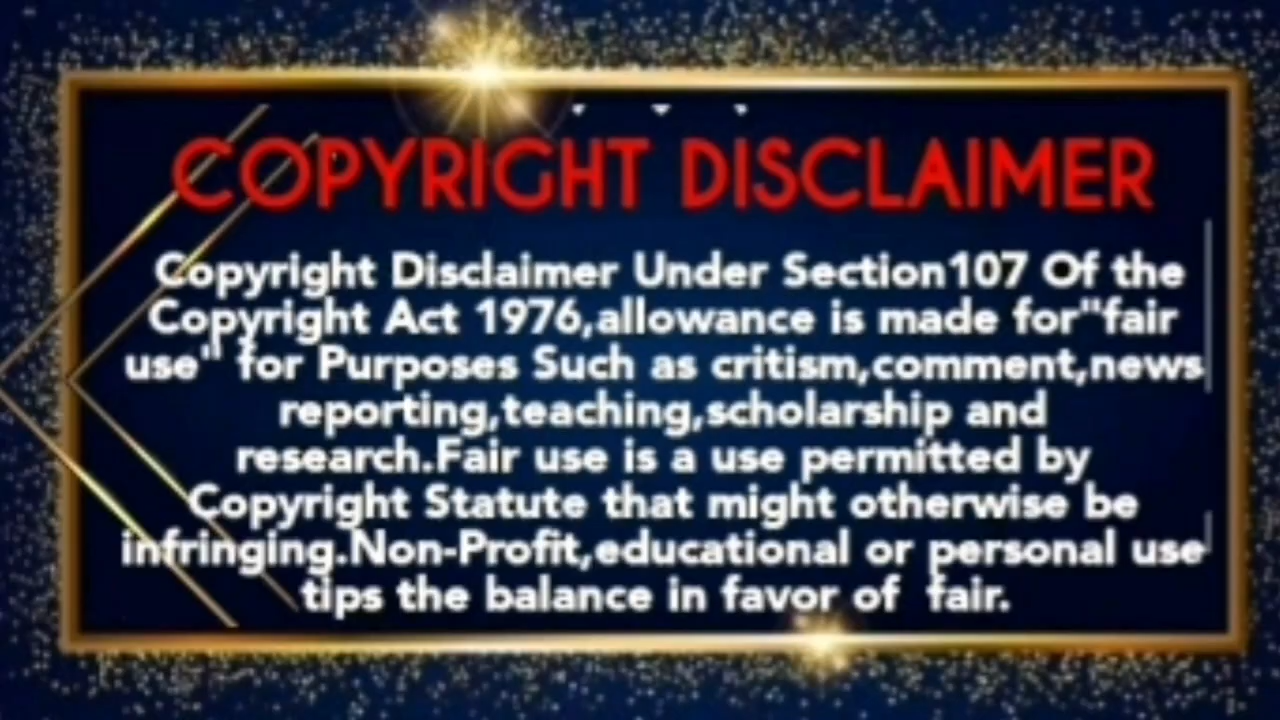 COPYRIGHT DISCLAIMER
Copyright Disclaimer Under Section107 Of the
Copyright Act 1976,allowance is made for"fair
use" for Purposes Such as critism,comment,news
reporting,teaching,scholarship and
research.Fair use is a use permitted by
Copyright Statute that might otherwise be
infringing.Non-Profit,educational or personal use
tips the balance in favor of  fair.